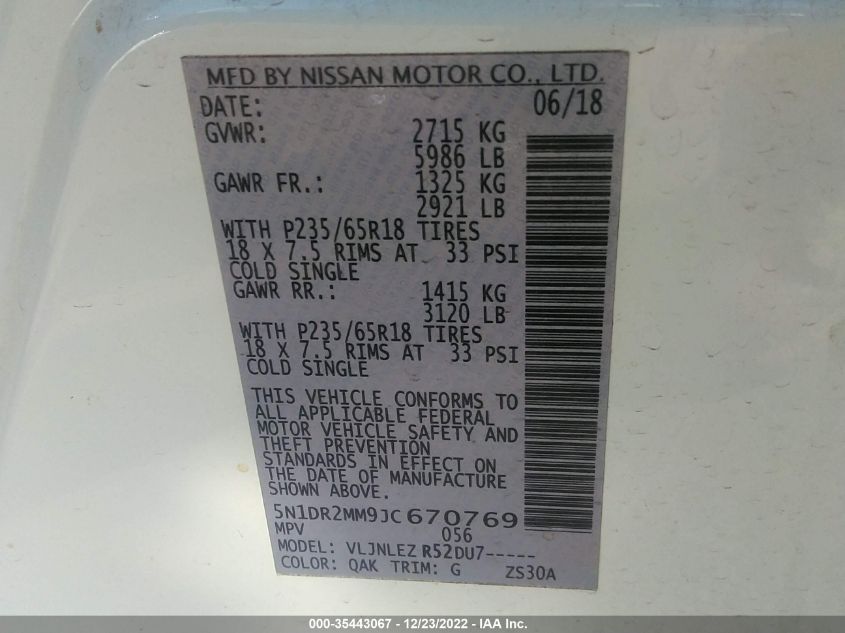 MFD BY NISSAN MOTOR CO., LTD.
DATE: 06/18
GVWR: 2715 KG
5986 LB
GAWR FR.: 1325 KG
2921 LB
WITH P235/65R18 TIRES
18 X 7.5 RIMS AT 33 PSI
COLD SINGLE
GAWR RR.: 1415 KG
3120 LB
WITH P235/65R18 TIRES
18 X 7.5 RIMS AT 33 PSI
COLD SINGLE
THIS VEHICLE CONFORMS TO
ALL APPLICABLE FEDERAL
MOTOR VEHICLE SAFETY AND
THEFT PREVENTION
STANDARDS IN EFFECT ON
THE DATE OF MANUFACTURE
SHOWN ABOVE.
5N1DR2MM9JC670769
MPV 056
MODEL: VLJNLEZ R52DU7-----
COLOR: QAK TRIM: G ZS30A
000-35443067 - 12/23/2022 - IAA Inc.